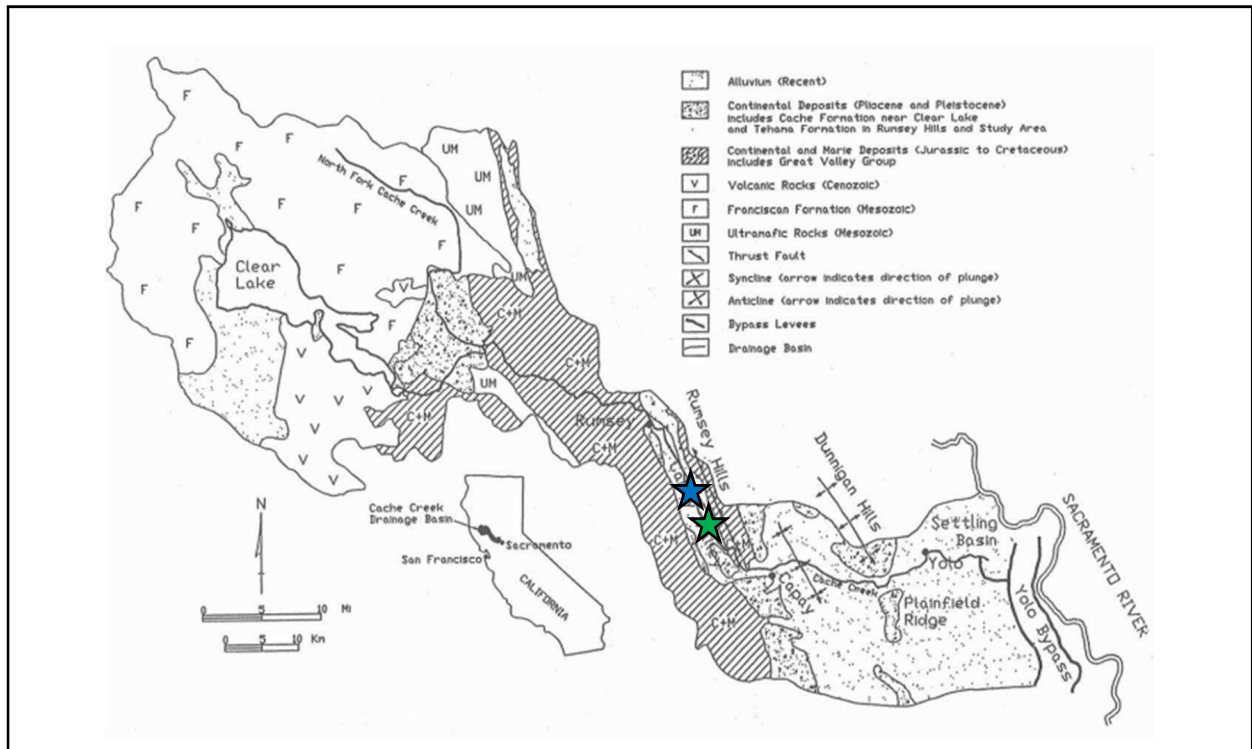 Alluvium (Recent)
Continental Deposits (Pliocene and Pleistocene)
includes Cache Formation near Clear Lake
and Tehama Formation in Rumsey Hills and Study Area
Continental and Marie Deposits (Jurassic to Cretaceous)
includes Great Valley Group
V Volcanic Rocks (Cenozoic)
F Franciscan Formation (Mesozoic)
UM Ultramafic Rocks (Mesozoic)
Thrust Fault
Syncline (arrow indicates direction of plunge)
Anticline (arrow indicates direction of plunge)
Bypass Levees
Drainage Basin
F
F
F
F
F
F
F
F
F
F
F
F
North Fork Cache Creek
UM
UM
UM
UM
UM
Clear
Lake
V
V
V
V
V
V
V
V
C+M
C+M
C+M
C+M
C+M
C+M
Rumsey
Rumsey Hills
Dunnigan Hills
Capay
Cache Creek
Yolo
Settling
Basin
Plainfield
Ridge
Yolo Bypass
SACRAMENTO RIVER
N
0 5 10 Mi
0 5 10 Kn
Cache Creek
Drainage Basin
Sacramento
San Francisco
CALIFORNIA